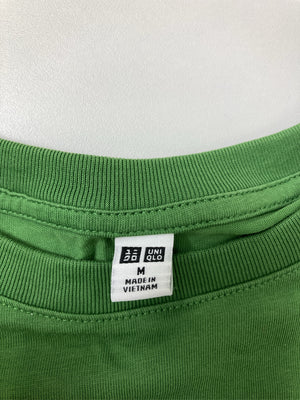 ユニ UNI
クロ QLO
M
MADE IN
VIETNAM